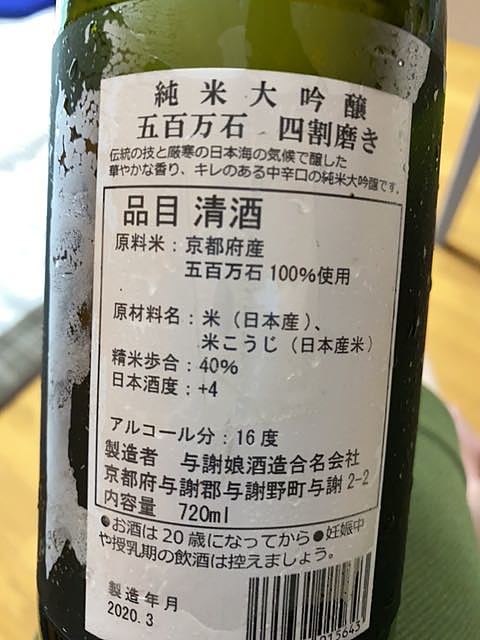 純米大吟醸
五百万石 四割磨き
伝統の技と厳寒の日本海の気候で醸した
華やかな香り、キレのある中辛口の純米大吟醸です。
品目 清酒
原料米：京都府産
五百万石 100％使用
原材料名：米（日本産）、
米こうじ（日本産米）
精米歩合：40％
日本酒度：+4
アルコール分：16度
製造者 与謝娘酒造合名会社
京都府与謝郡与謝野町与謝 2-2
内容量 720ml
●お酒は20歳になってから●妊娠中
や授乳期の飲酒は控えましょう。
製造年月
2020.3